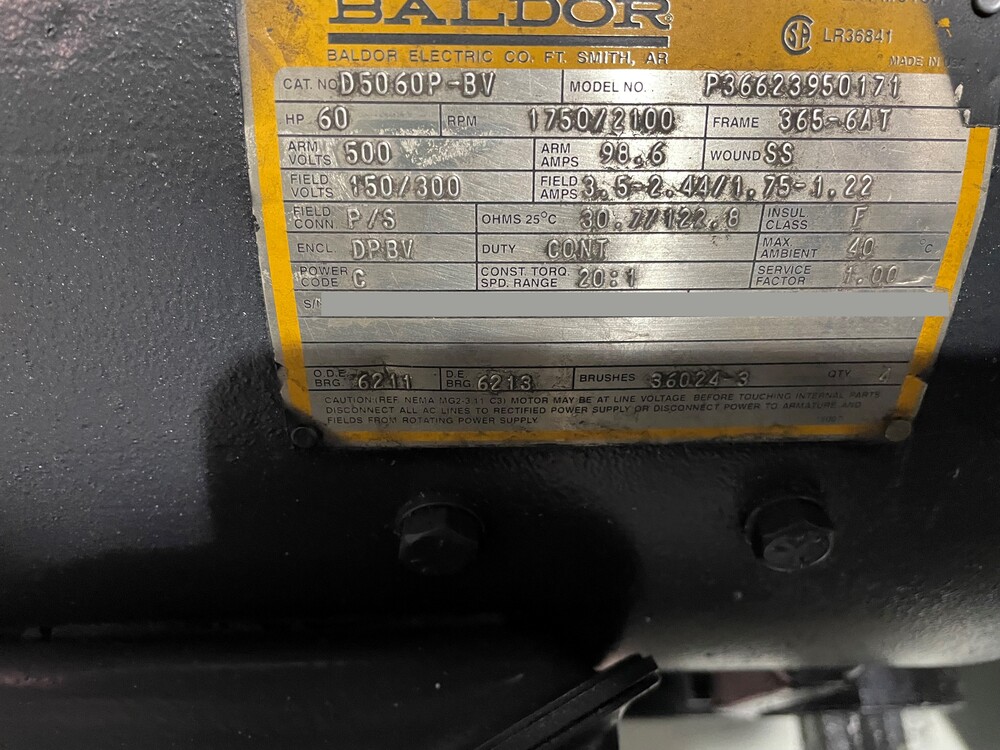 BALDOR
BALDOR ELECTRIC CO. FT. SMITH, AR
SA LR36841
MADE IN
CAT. NO D5060P-BV MODEL NO. P36623950171
HP 60 RPM 1750/2100 FRAME 365-6AT
ARM VOLTS 500 ARM AMPS 98.6 WOUND SS
FIELD VOLTS 150/300 FIELD AMPS 3.5-2.44/1.75-1.22
FIELD CONN P/S OHMS 25°C 30.7/122.8 INSUL CLASS F
ENCL. DPBV DUTY CONT MAX. AMBIENT 40 °C
POWER CODE C CONST. TORQ. SPD. RANGE 20:1 SERVICE FACTOR 1.00
S/N
O.D.E. BRG. 6211 D.E. BRG. 6213 BRUSHES 36024-3 QTY 4
CAUTION:(REF. NEMA MG2-3.11 C3) MOTOR MAY BE AT LINE VOLTAGE BEFORE TOUCHING INTERNAL PARTS
DISCONNECT ALL AC LINES TO RECTIFIED POWER SUPPLY OR DISCONNECT POWER TO ARMATURE AND
FIELDS FROM ROTATING POWER SUPPLY